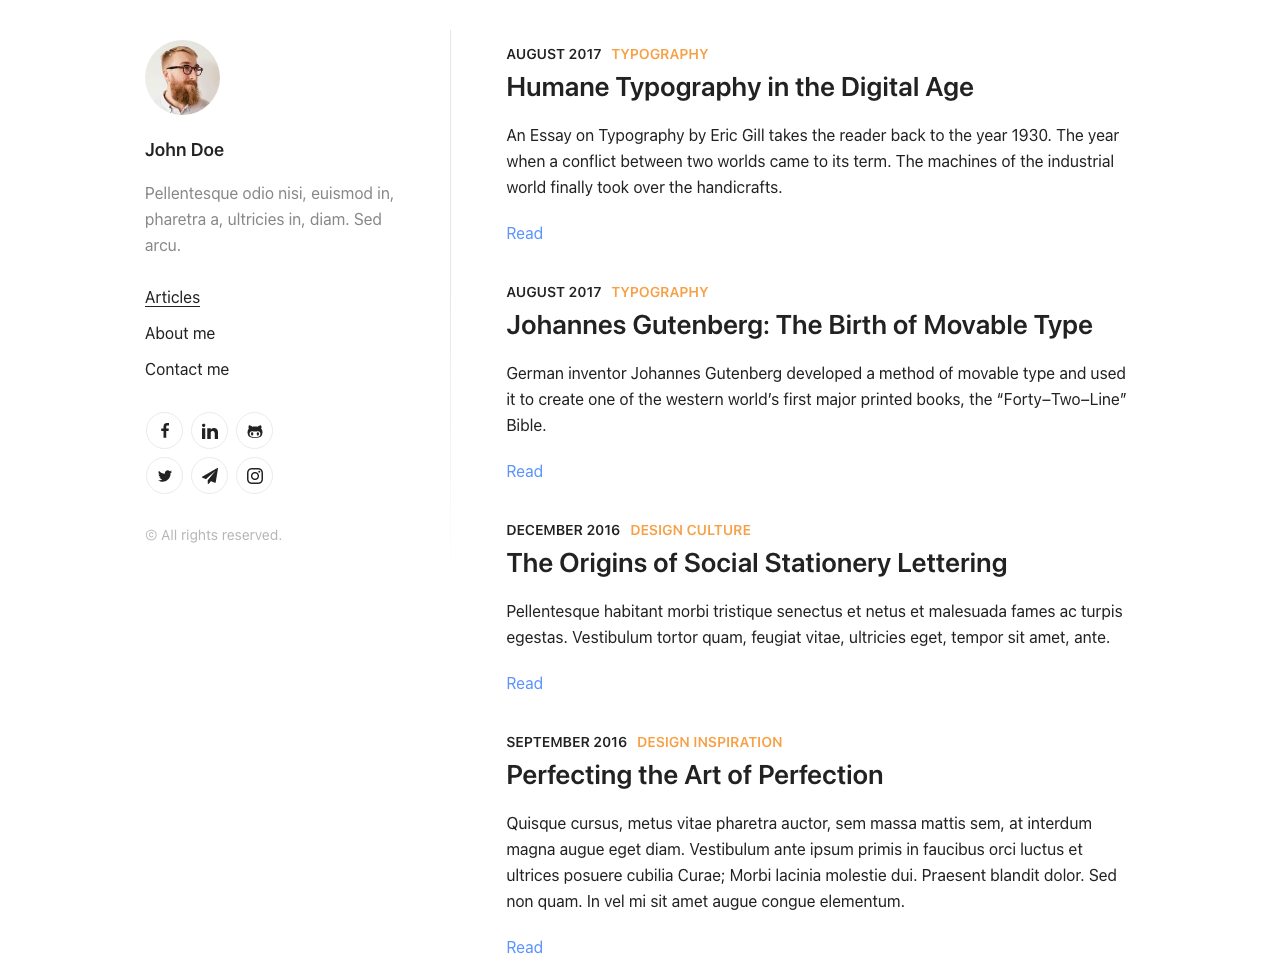 John Doe
Pellentesque odio nisi, euismod in,
pharetra a, ultricies in, diam. Sed
arcu.
Articles
About me
Contact me
© All rights reserved.
AUGUST 2017 TYPOGRAPHY
Humane Typography in the Digital Age
An Essay on Typography by Eric Gill takes the reader back to the year 1930. The year
when a conflict between two worlds came to its term. The machines of the industrial
world finally took over the handicrafts.
Read
AUGUST 2017 TYPOGRAPHY
Johannes Gutenberg: The Birth of Movable Type
German inventor Johannes Gutenberg developed a method of movable type and used
it to create one of the western world’s first major printed books, the “Forty–Two–Line”
Bible.
Read
DECEMBER 2016 DESIGN CULTURE
The Origins of Social Stationery Lettering
Pellentesque habitant morbi tristique senectus et netus et malesuada fames ac turpis
egestas. Vestibulum tortor quam, feugiat vitae, ultricies eget, tempor sit amet, ante.
Read
SEPTEMBER 2016 DESIGN INSPIRATION
Perfecting the Art of Perfection
Quisque cursus, metus vitae pharetra auctor, sem massa mattis sem, at interdum
magna augue eget diam. Vestibulum ante ipsum primis in faucibus orci luctus et
ultrices posuere cubilia Curae; Morbi lacinia molestie dui. Praesent blandit dolor. Sed
non quam. In vel mi sit amet augue congue elementum.
Read